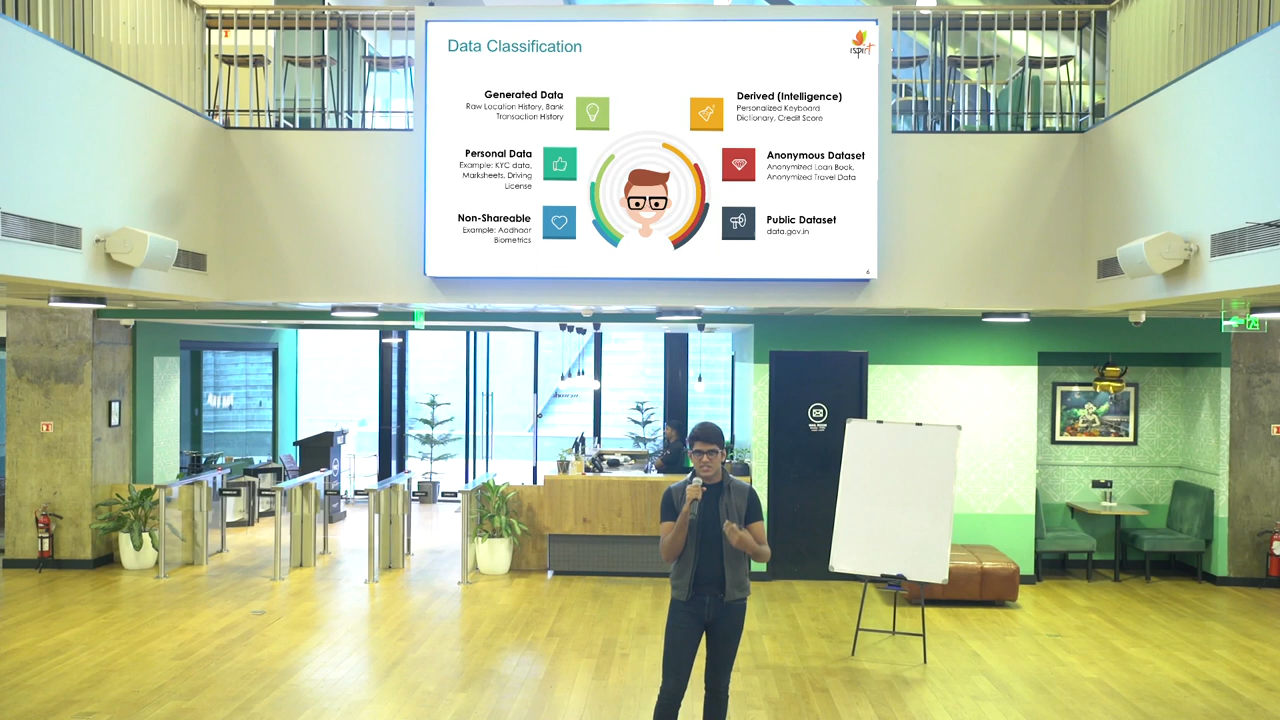 Data Classification
ıspirt
Generated Data
Raw Location History, Bank
Transaction History
Personal Data
Example: KYC data,
Marksheets, Driving
License
Non-Shareable
Example: Aadhaar
Biometrics
Derived (Intelligence)
Personalized Keyboard
Dictionary, Credit Score
Anonymous Dataset
Anonymized Loan Book,
Anonymized Travel Data
Public Dataset
data.gov.in
6